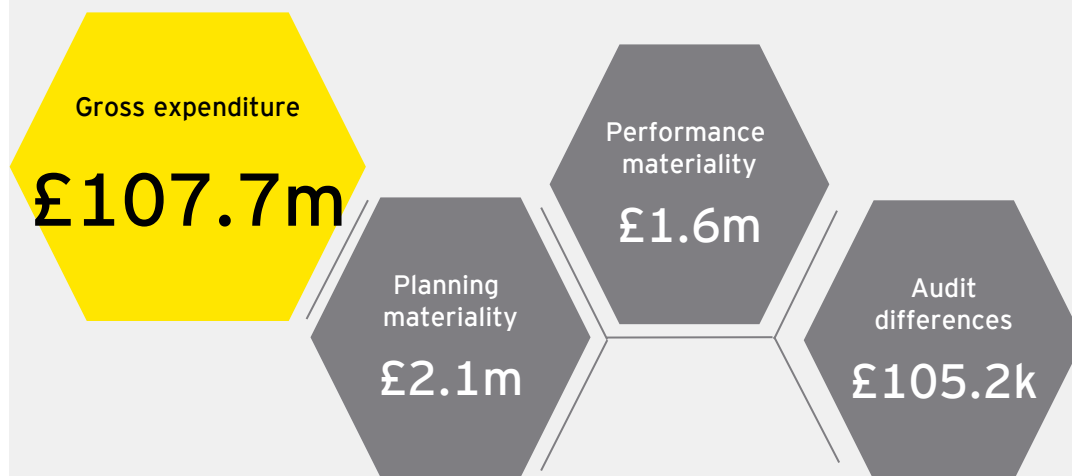 Gross expenditure
£107.7m
Planning
materiality
£2.1m
Performance
materiality
£1.6m
Audit
differences
£105.2k